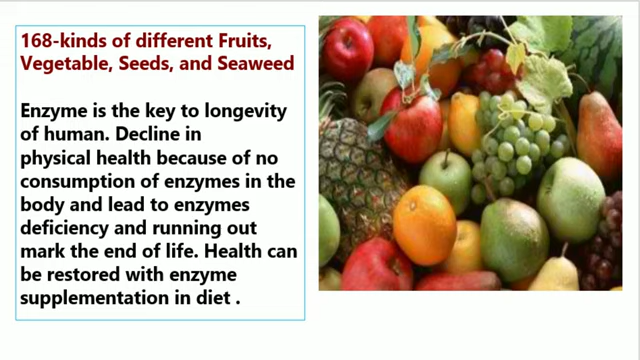 168-kinds of different Fruits,
Vegetable, Seeds, and Seaweed
Enzyme is the key to longevity
of human. Decline in
physical health because of no
consumption of enzymes in the
body and lead to enzymes
deficiency and running out
mark the end of life. Health can
be restored with enzyme
supplementation in diet .